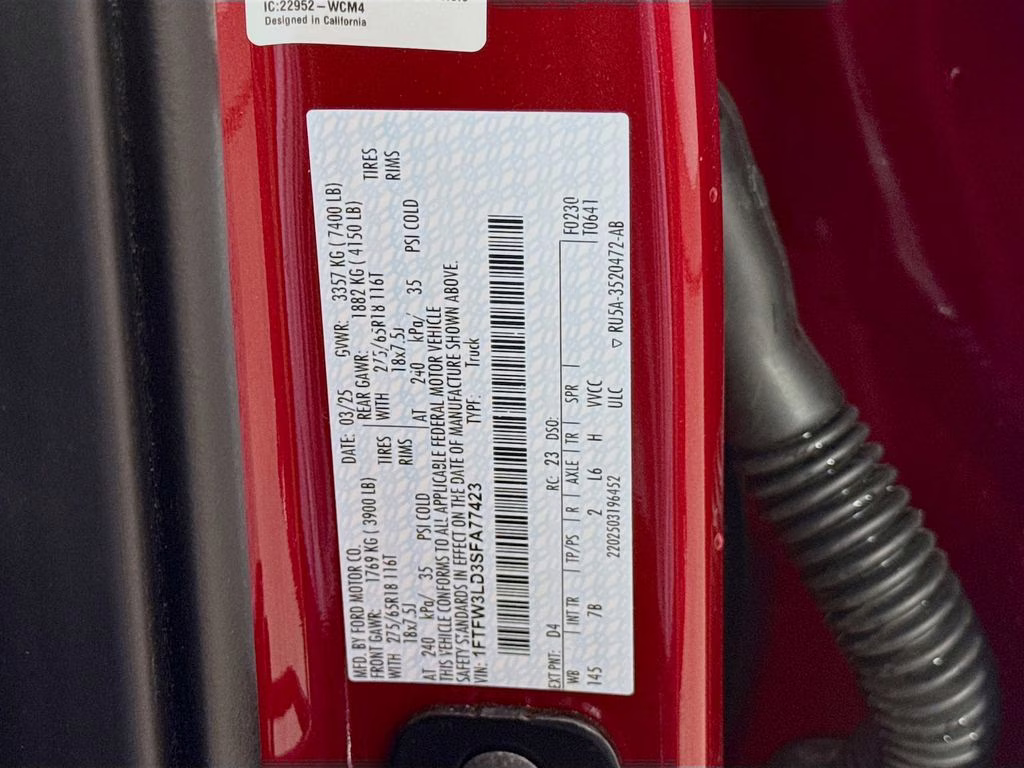 IC:22952-WCM4
Designed in California
MFD. BY FORD MOTOR CO.
DATE: 03/25 GVWR: 3357 KG ( 7400 LB)
FRONT GAWR: 1769 KG ( 3900 LB) REAR GAWR: 1882 KG ( 4150 LB)
WITH 275/65R18 116T TIRES WITH 275/65R18 116T TIRES
18x7.5J RIMS 18x7.5J RIMS
AT 240 kPa/ 35 PSI COLD AT 240 kPa/ 35 PSI COLD
THIS VEHICLE CONFORMS TO ALL APPLICABLE FEDERAL MOTOR VEHICLE
SAFETY STANDARDS IN EFFECT ON THE DATE OF MANUFACTURE SHOWN ABOVE.
VIN: 1FTFW3LD3SFA77423 TYPE: Truck
EXT PNT: D4 RC: 23 DSO: F0230
WB INT TR TP/PS R AXLE TR SPR T0641
145 7B 2 L6 H VVCC
2202503196452 ULC
▽ RU5A-3520472-AB